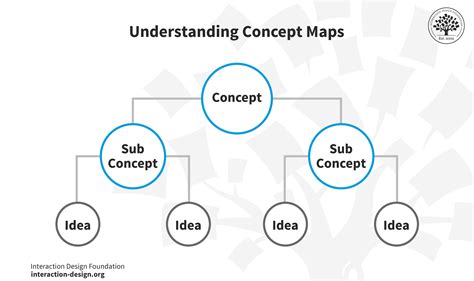 Understanding Concept Maps
Concept
Sub
Concept
Sub
Concept
Idea
Idea
Idea
Idea
Interaction Design Foundation
interaction-design.org